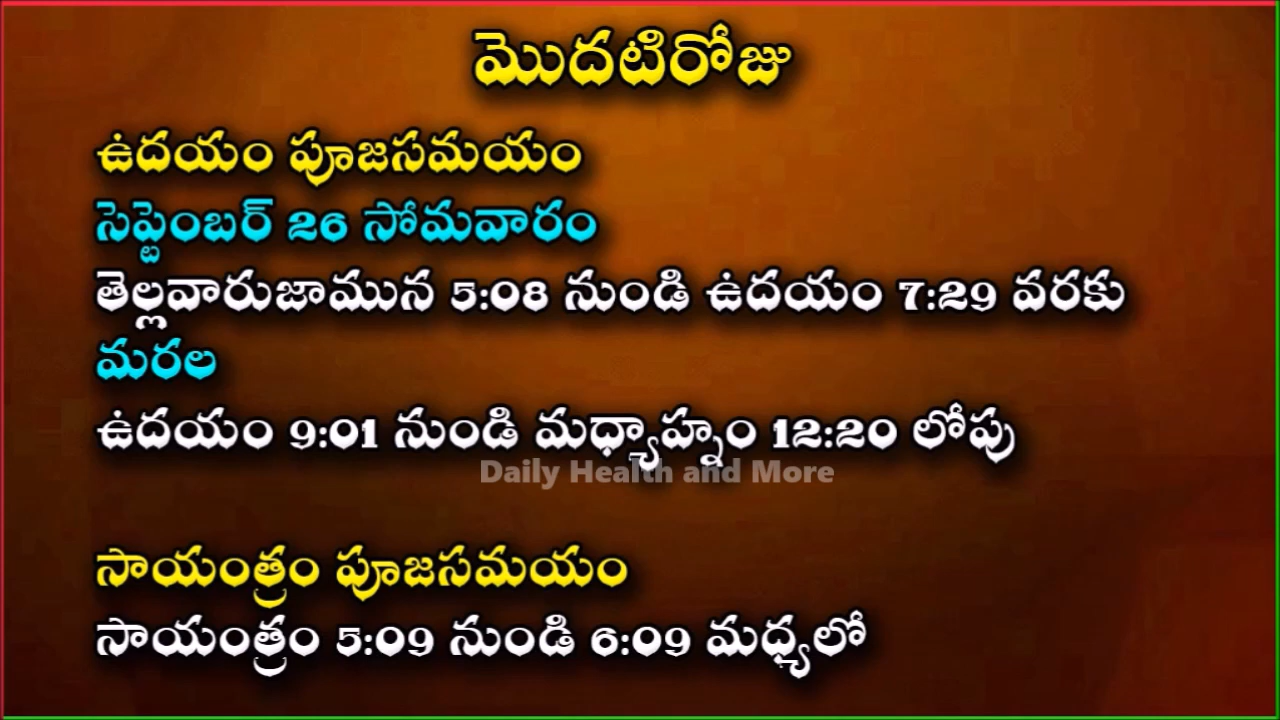 మొదటిరోజు
ఉదయం పూజసమయం
సెప్టెంబర్ 26 సోమవారం
తెల్లవారుజామున 5:08 నుండి ఉదయం 7:29 వరకు
మరల
ఉదయం 9:01 నుండి మధ్యాహ్నం 12:20 లోపు
Daily Health and More
సాయంత్రం పూజసమయం
సాయంత్రం 5:09 నుండి 6:09 మధ్యలో